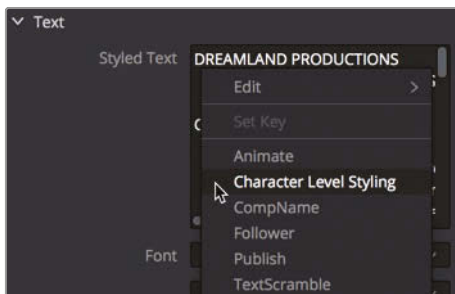 Text
Styled Text DREAMLAND PRODUCTIONS
Edit >
Set Key
Animate
Character Level Styling
CompName
Follower
Font
Publish
TextScramble